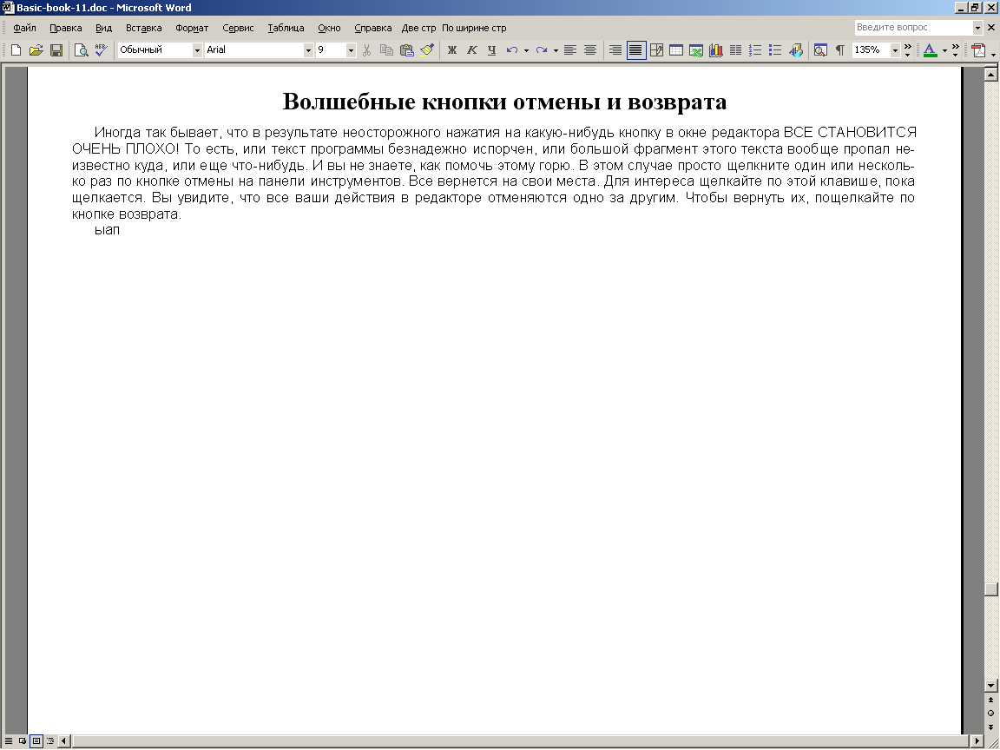 Basic-book-11.doc - Microsoft Word
Файл Правка Вид Вставка Формат Сервис Таблица Окно Справка Две стр По ширине стр Введите вопрос
Обычный Arial 9 Ж К Ч 135% A
Волшебные кнопки отмены и возврата
Иногда так бывает, что в результате неосторожного нажатия на какую-нибудь кнопку в окне редактора ВСЕ СТАНОВИТСЯ
ОЧЕНЬ ПЛОХО! То есть, или текст программы безнадежно испорчен, или большой фрагмент этого текста вообще пропал не-
известно куда, или еще что-нибудь. И вы не знаете, как помочь этому горю. В этом случае просто щелкните один или несколь-
ко раз по кнопке отмены на панели инструментов. Все вернется на свои места. Для интереса щелкайте по этой клавише, пока
щелкается. Вы увидите, что все ваши действия в редакторе отменяются одно за другим. Чтобы вернуть их, пощелкайте по
кнопке возврата.
ыап